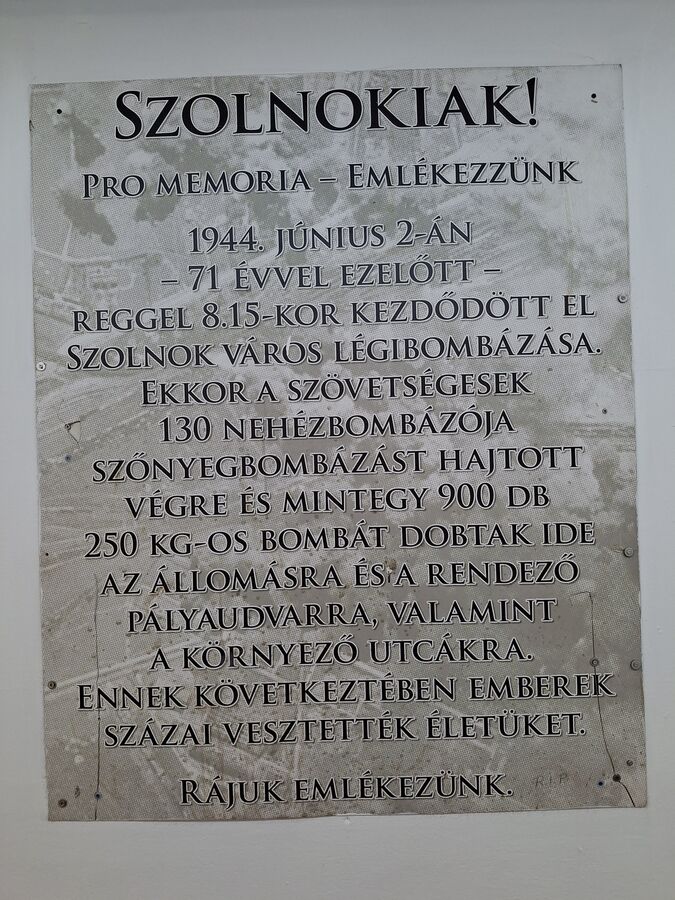 SZOLNOKIAK!
PRO MEMORIA – EMLÉKEZZÜNK
1944. JÚNIUS 2-ÁN
– 71 ÉVVEL EZELŐTT –
REGGEL 8.15-KOR KEZDŐDÖTT EL
SZOLNOK VÁROS LÉGIBOMBÁZÁSA.
EKKOR A SZÖVETSÉGESEK
130 NEHÉZBOMBÁZÓJA
SZŐNYEGBOMBÁZÁST HAJTOTT
VÉGRE ÉS MINTEGY 900 DB
250 KG-OS BOMBÁT DOBTAK IDE
AZ ÁLLOMÁSRA ÉS A RENDEZŐ
PÁLYAUDVARRA, VALAMINT
A KÖRNYEZŐ UTCÁKRA.
ENNEK KÖVETKEZTÉBEN EMBEREK
SZÁZAI VESZTETTÉK ÉLETÜKET.
RÁJUK EMLÉKEZÜNK.
R.I.P.